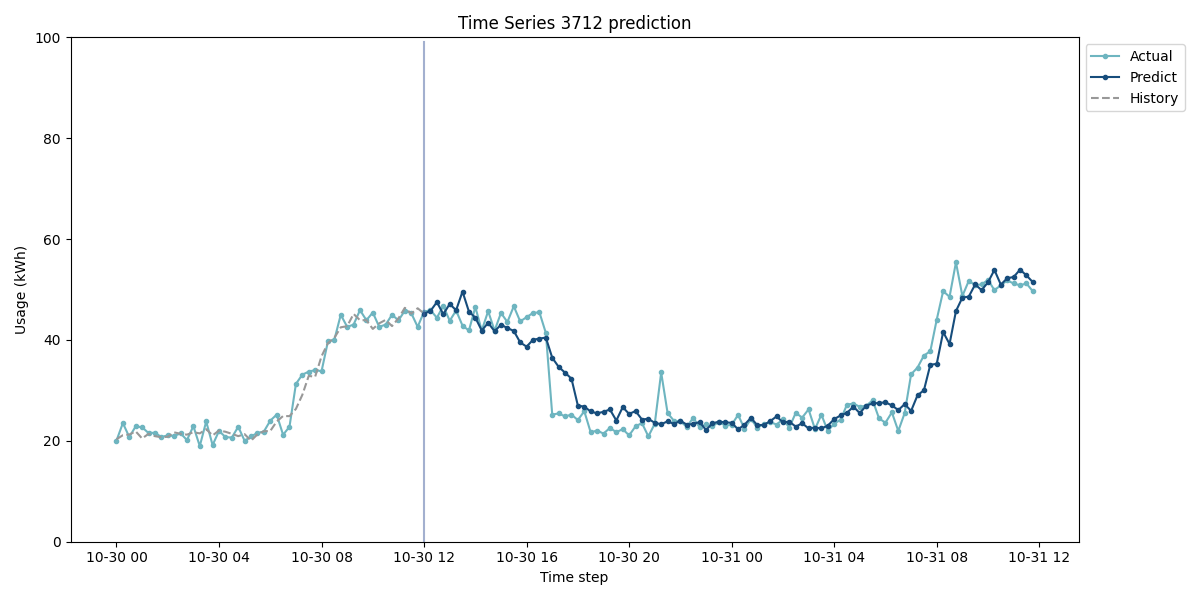 Time Series 3712 prediction
100
80
60
40
20
0
Usage (kWh)
10-30 00
10-30 04
10-30 08
10-30 12
10-30 16
10-30 20
10-31 00
10-31 04
10-31 08
10-31 12
Time step
Actual
Predict
History